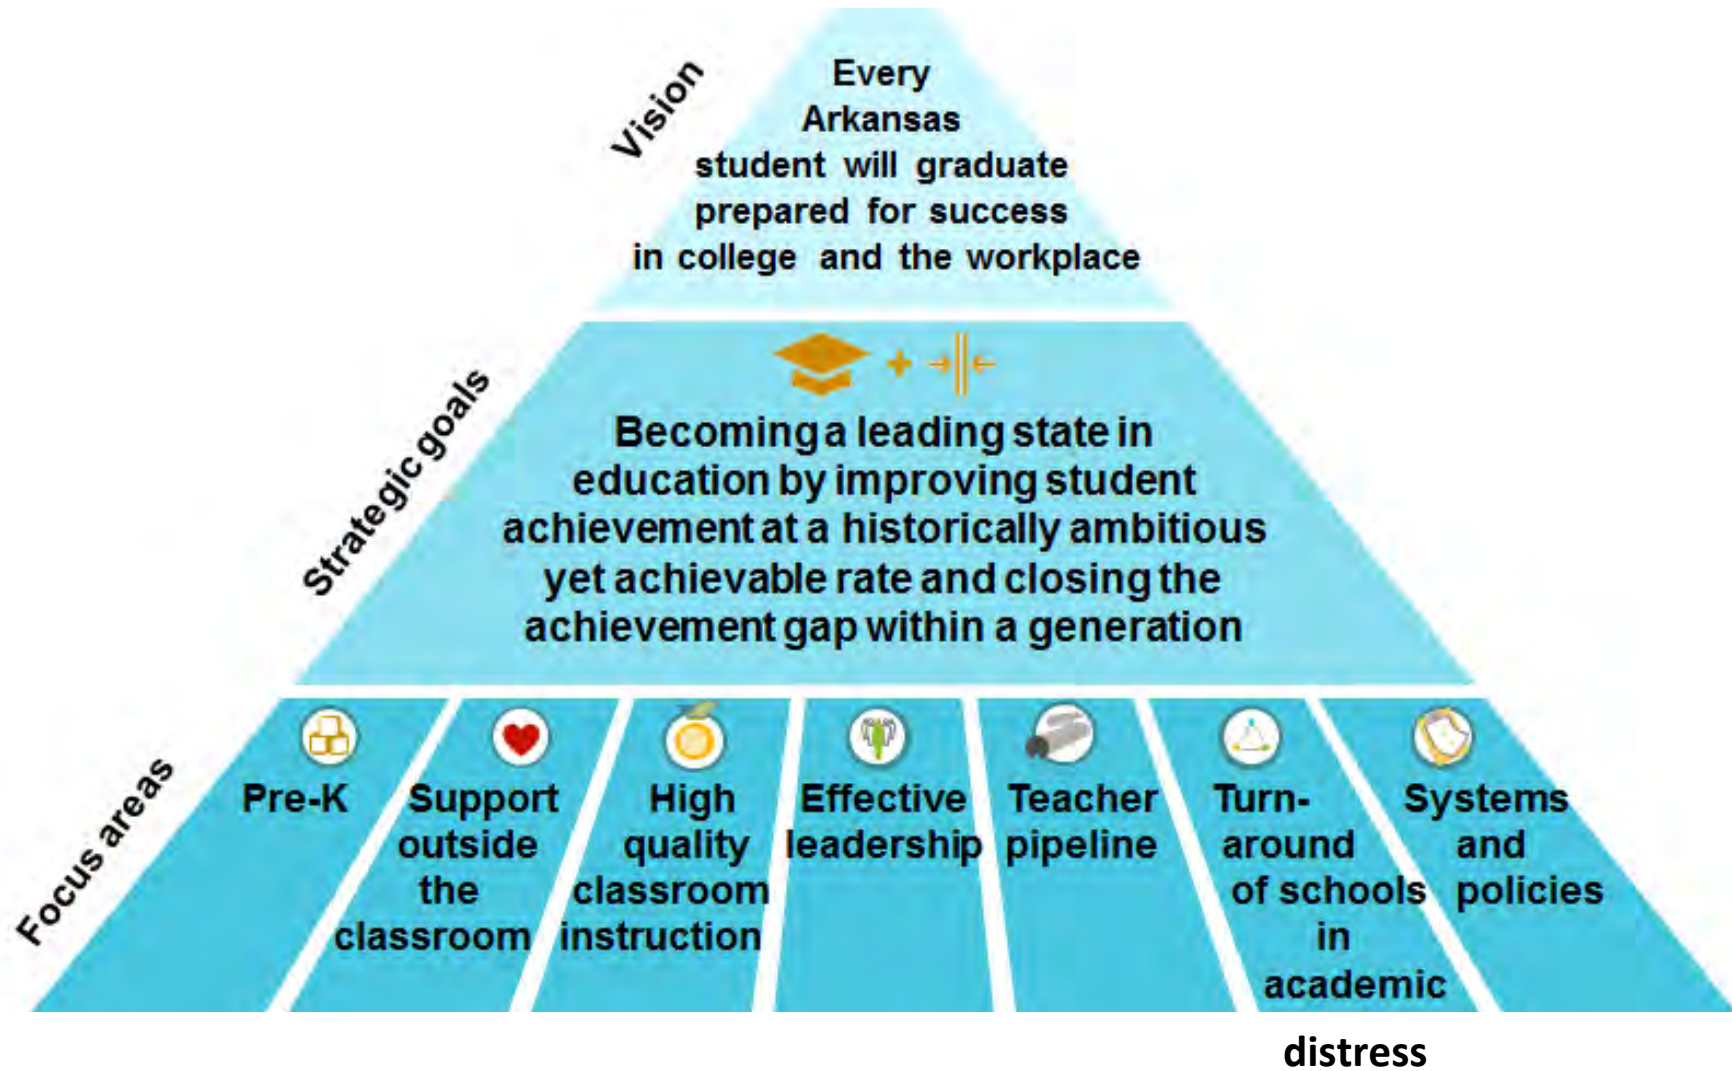 Vision
Every
Arkansas
student will graduate
prepared for success
in college and the workplace
Strategic goals
Becoming a leading state in
education by improving student
achievement at a historically ambitious
yet achievable rate and closing the
achievement gap within a generation
Focus areas
Pre-K
Support
outside
the
classroom
High
quality
classroom
instruction
Effective
leadership
Teacher
pipeline
Turn-
around
of schools
in
academic
distress
Systems
and
policies